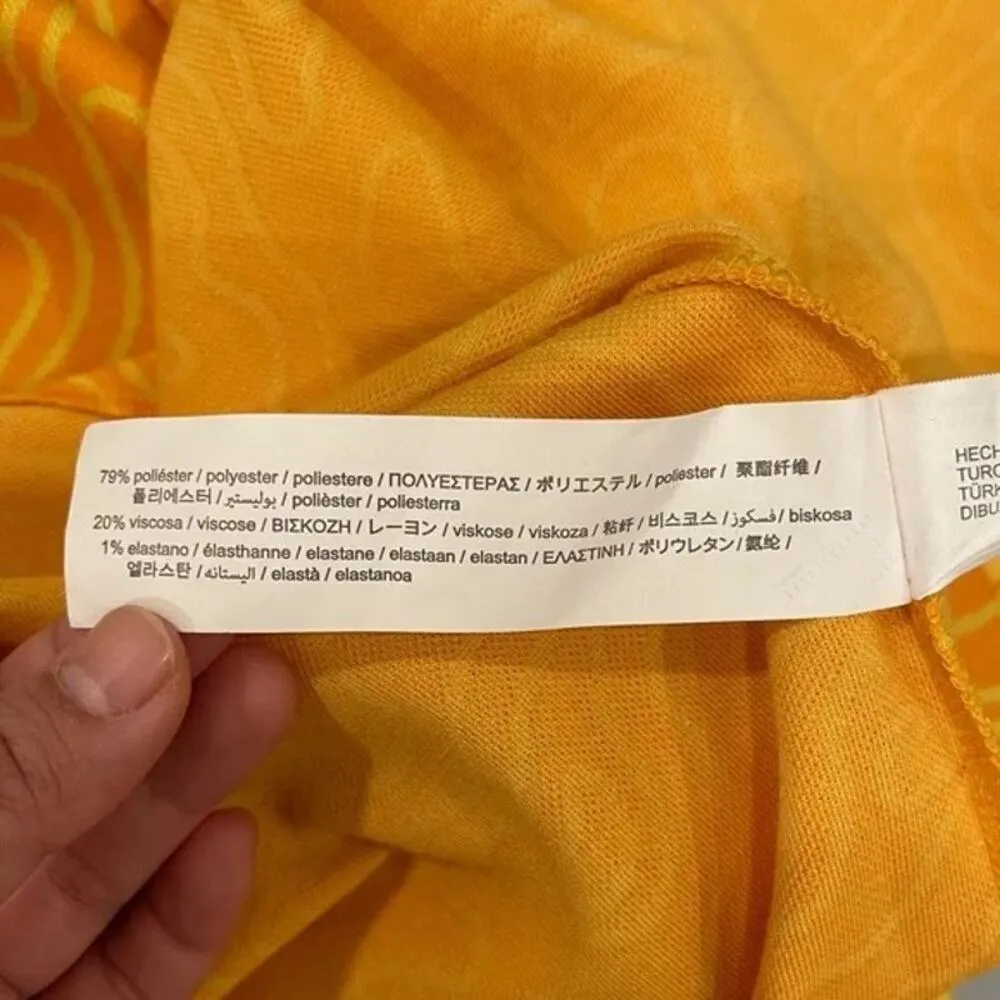 79% poliéster / polyester / poliestere / ΠΟΛΥΕΣΤΕΡΑΣ / ポリエステル / poliester / 聚酯纤维 /
폴리에스터 / بوليستير / polièster / poliesterra
20% viscosa / viscose / ΒΙΣΚΟΖΗ / レーヨン / viskose / viskoza / 粘纤 / 비스코스 / فسكوز / biskosa
1% elastano / élasthanne / elastane / elastaan / elastan / ΕΛΑΣΤΙΝΗ / ポリウレタン / 氨纶 /
엘라스탄 / اليستانه / elastà / elastanoa
HECH
TURQ
TÜRK
DIBU